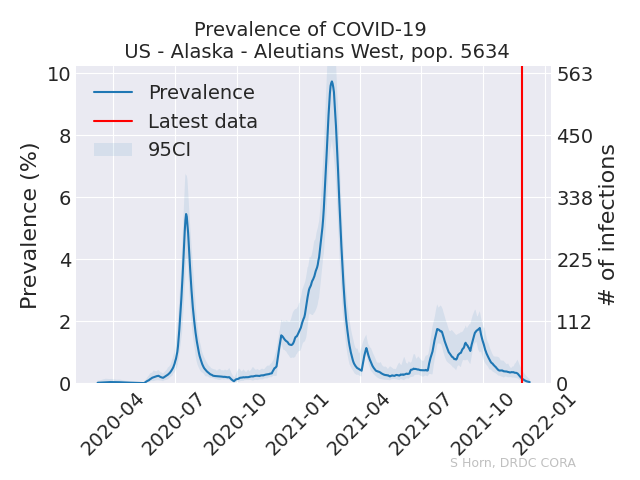 Prevalence of COVID-19
US - Alaska - Aleutians West, pop. 5634
Prevalence
Latest data
95CI
Prevalence (%)
10
8
6
4
2
0
563
450
338
225
112
0
# of infections
2020-04
2020-07
2020-10
2021-01
2021-04
2021-07
2021-10
2022-01
S Horn, DRDC CORA